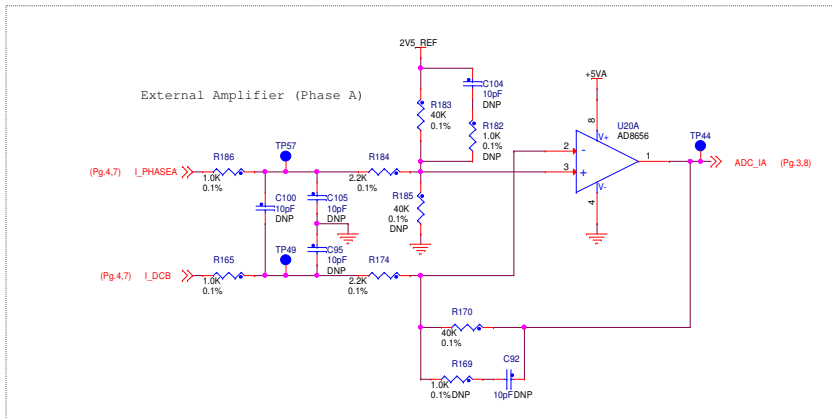 2V5_REF
C104
10pF
DNP
+5VA
External Amplifier (Phase A)
R183
40K
0.1%
R182
1.0K
0.1%
DNP
8
U20A
AD8656
V+
TP44
TP57
2
-
R186
R184
1
ADC_IA (Pg.3,8)
(Pg.4,7) I_PHASEA
3
+
1.0K
0.1%
2.2K
0.1%
V-
C100
10pF
DNP
C105
10pF
DNP
R185
40K
0.1%
DNP
4
C95
10pF
DNP
TP49
R165
R174
(Pg.4,7) I_DCB
1.0K
0.1%
2.2K
0.1%
R170
40K
0.1%
R169
C92
1.0K
0.1%DNP
10pFDNP